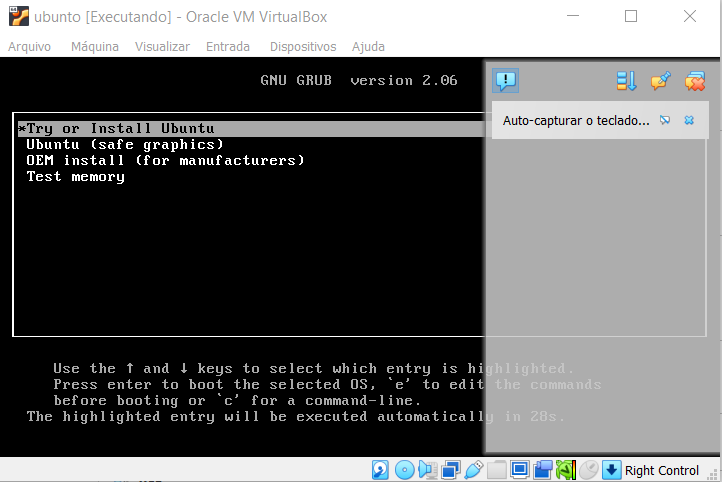 ubunto [Executando] - Oracle VM VirtualBox
Arquivo Máquina Visualizar Entrada Dispositivos Ajuda
GNU GRUB version 2.06
*Try or Install Ubuntu
Ubuntu (safe graphics)
OEM install (for manufacturers)
Test memory
Auto-capturar o teclado...
Use the ↑ and ↓ keys to select which entry is highlighted.
Press enter to boot the selected OS, `e' to edit the commands
before booting or `c' for a command-line.
The highlighted entry will be executed automatically in 28s.
Right Control